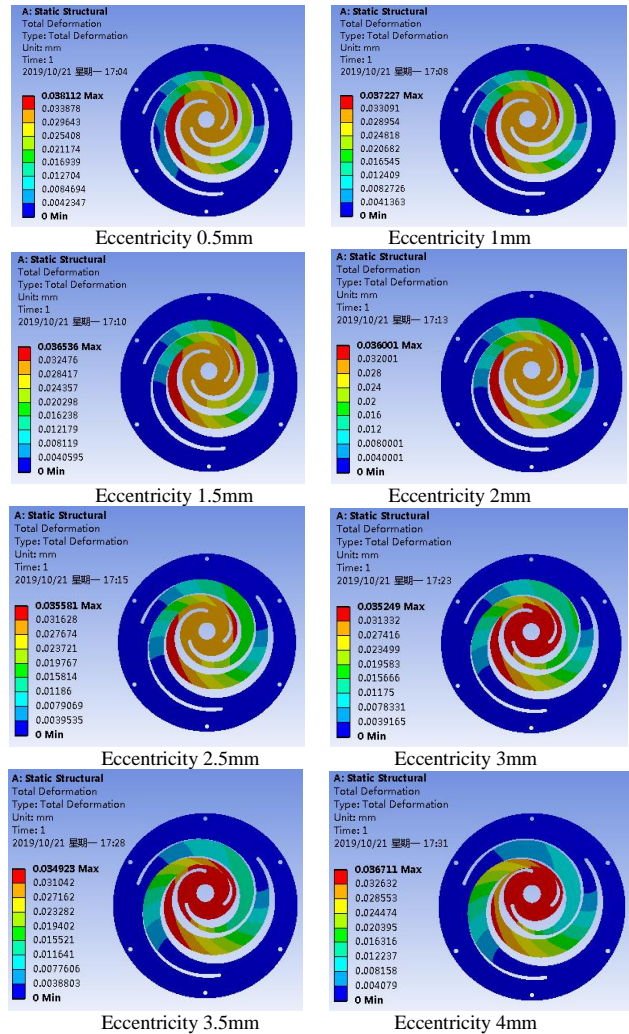 A: Static Structural
Total Deformation
Type: Total Deformation
Unit: mm
Time: 1
2019/10/21 星期一 17:04
0.038112 Max
0.033878
0.029643
0.025408
0.021174
0.016939
0.012704
0.0084694
0.0042347
0 Min
Eccentricity 0.5mm
A: Static Structural
Total Deformation
Type: Total Deformation
Unit: mm
Time: 1
2019/10/21 星期一 17:08
0.037227 Max
0.033091
0.028954
0.024818
0.020682
0.016545
0.012409
0.0082726
0.0041363
0 Min
Eccentricity 1mm
A: Static Structural
Total Deformation
Type: Total Deformation
Unit: mm
Time: 1
2019/10/21 星期一 17:10
0.036536 Max
0.032476
0.028417
0.024357
0.020298
0.016238
0.012179
0.008119
0.0040595
0 Min
Eccentricity 1.5mm
A: Static Structural
Total Deformation
Type: Total Deformation
Unit: mm
Time: 1
2019/10/21 星期一 17:13
0.036001 Max
0.032001
0.028
0.024
0.02
0.016
0.012
0.0080001
0.0040001
0 Min
Eccentricity 2mm
A: Static Structural
Total Deformation
Type: Total Deformation
Unit: mm
Time: 1
2019/10/21 星期一 17:15
0.035581 Max
0.031628
0.027674
0.023721
0.019767
0.015814
0.01186
0.0079069
0.0039535
0 Min
Eccentricity 2.5mm
A: Static Structural
Total Deformation
Type: Total Deformation
Unit: mm
Time: 1
2019/10/21 星期一 17:23
0.035249 Max
0.031332
0.027416
0.023499
0.019583
0.015666
0.01175
0.0078331
0.0039165
0 Min
Eccentricity 3mm
A: Static Structural
Total Deformation
Type: Total Deformation
Unit: mm
Time: 1
2019/10/21 星期一 17:28
0.034923 Max
0.031042
0.027162
0.023282
0.019402
0.015521
0.011641
0.0077606
0.0038803
0 Min
Eccentricity 3.5mm
A: Static Structural
Total Deformation
Type: Total Deformation
Unit: mm
Time: 1
2019/10/21 星期一 17:31
0.036711 Max
0.032632
0.028553
0.024474
0.020395
0.016316
0.012237
0.008158
0.004079
0 Min
Eccentricity 4mm